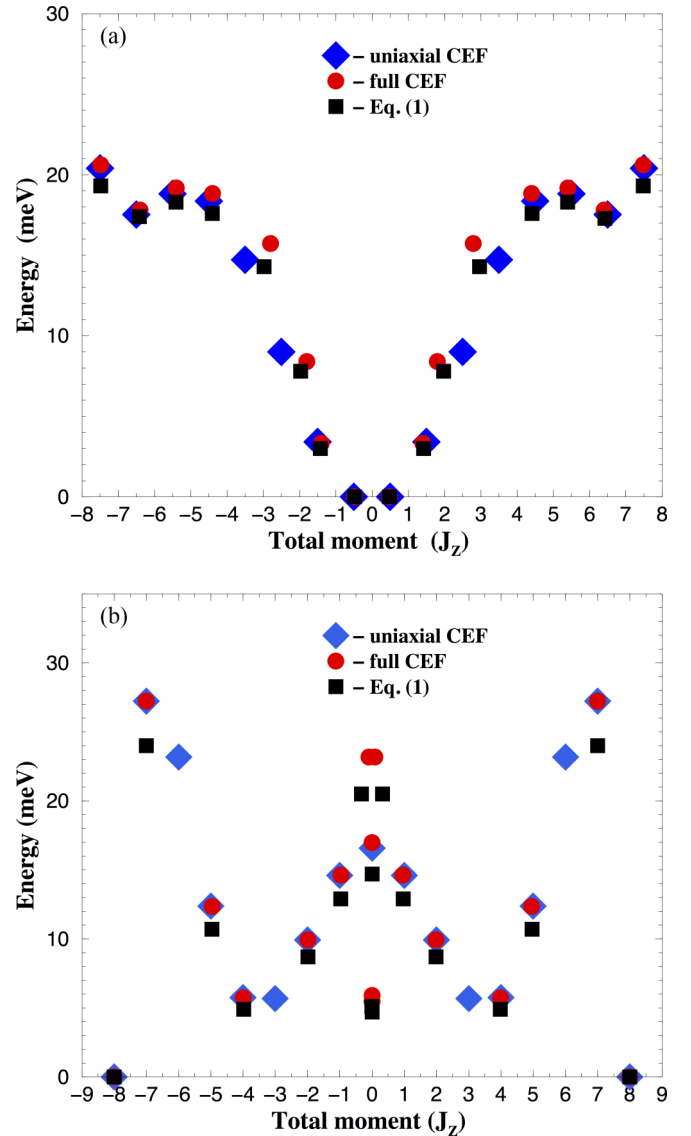 (a)
– uniaxial CEF
– full CEF
– Eq. (1)
30
20
10
0
Energy (meV)
−8 −7 −6 −5 −4 −3 −2 −1 0 1 2 3 4 5 6 7 8
Total moment (J_Z)
(b)
– uniaxial CEF
– full CEF
– Eq. (1)
30
20
10
0
Energy (meV)
−9 −8 −7 −6 −5 −4 −3 −2 −1 0 1 2 3 4 5 6 7 8 9
Total moment (J_Z)